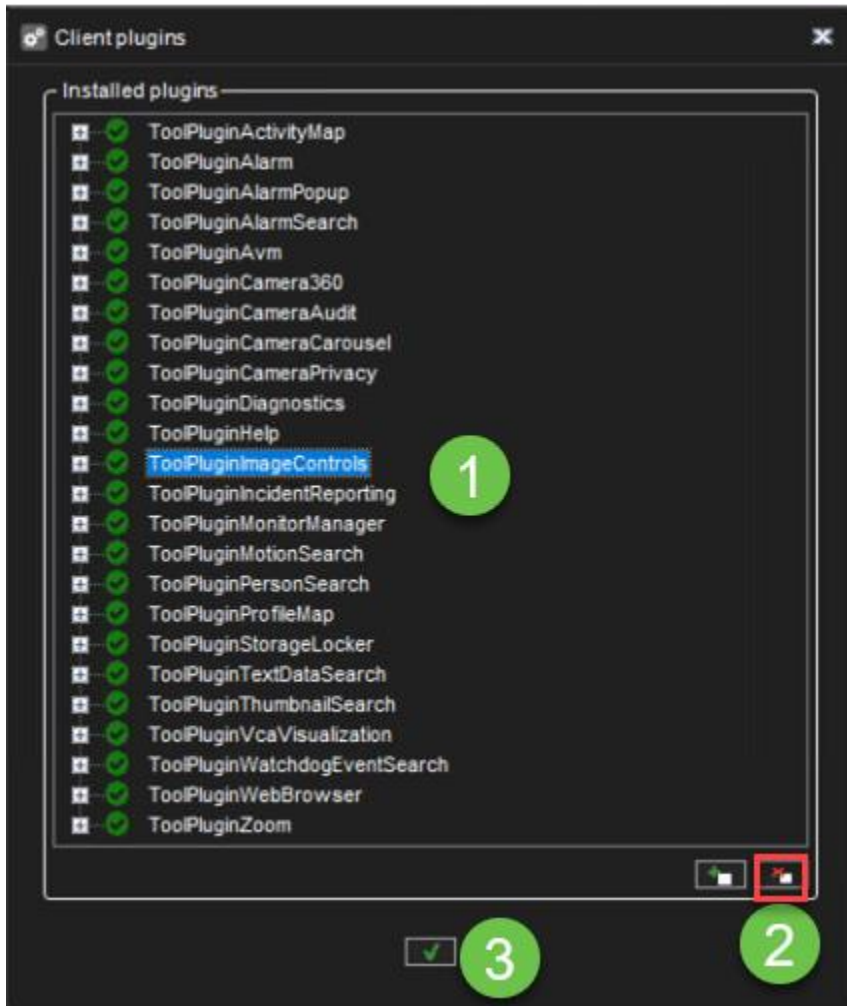 Client plugins
Installed plugins
ToolPluginActivityMap
ToolPluginAlarm
ToolPluginAlarmPopup
ToolPluginAlarmSearch
ToolPluginAvm
ToolPluginCamera360
ToolPluginCameraAudit
ToolPluginCameraCarousel
ToolPluginCameraPrivacy
ToolPluginDiagnostics
ToolPluginHelp
ToolPluginImageControls
1
ToolPluginIncidentReporting
ToolPluginMonitorManager
ToolPluginMotionSearch
ToolPluginPersonSearch
ToolPluginProfileMap
ToolPluginStorageLocker
ToolPluginTextDataSearch
ToolPluginThumbnailSearch
ToolPluginVcaVisualization
ToolPluginWatchdogEventSearch
ToolPluginWebBrowser
ToolPluginZoom
2
3